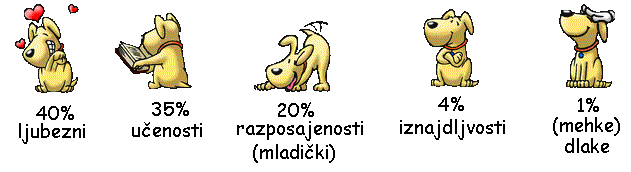 40%
ljubezni
35%
učenosti
20%
razposajenosti
(mladički)
4%
iznajdljvosti
1%
(mehke)
dlake